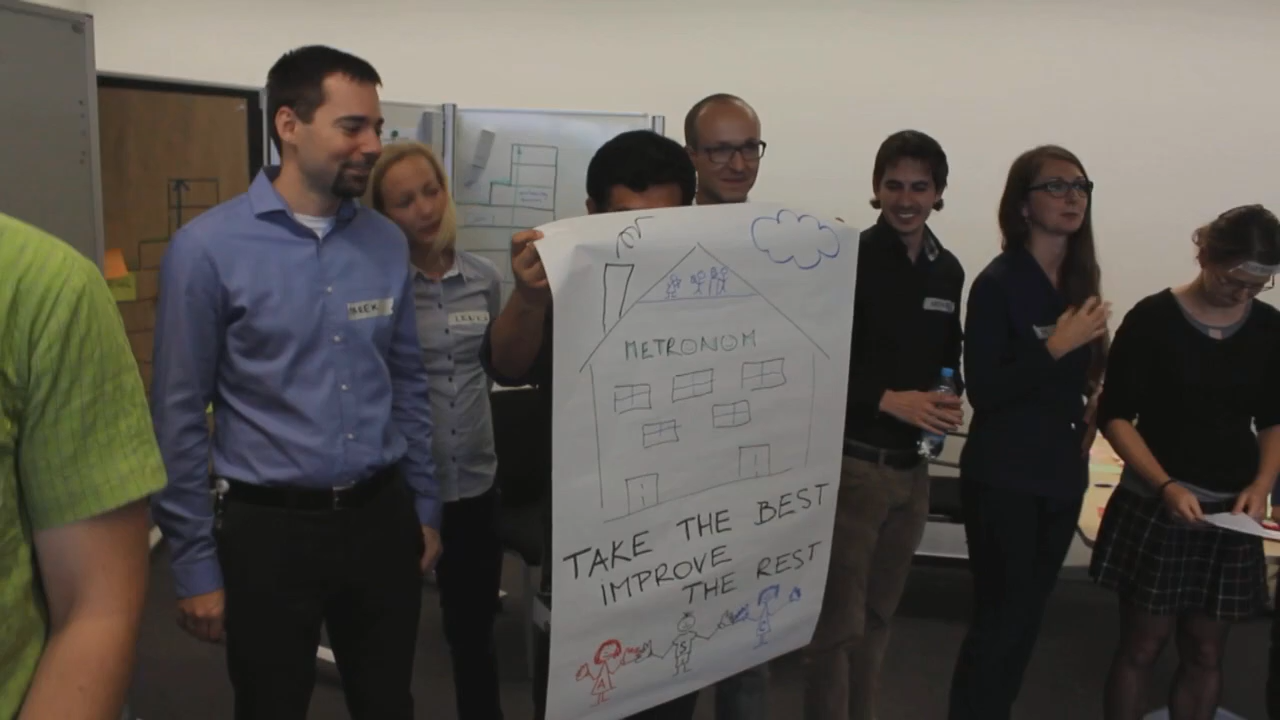 METRONOM
TAKE THE BEST
IMPROVE
THE REST
A
S